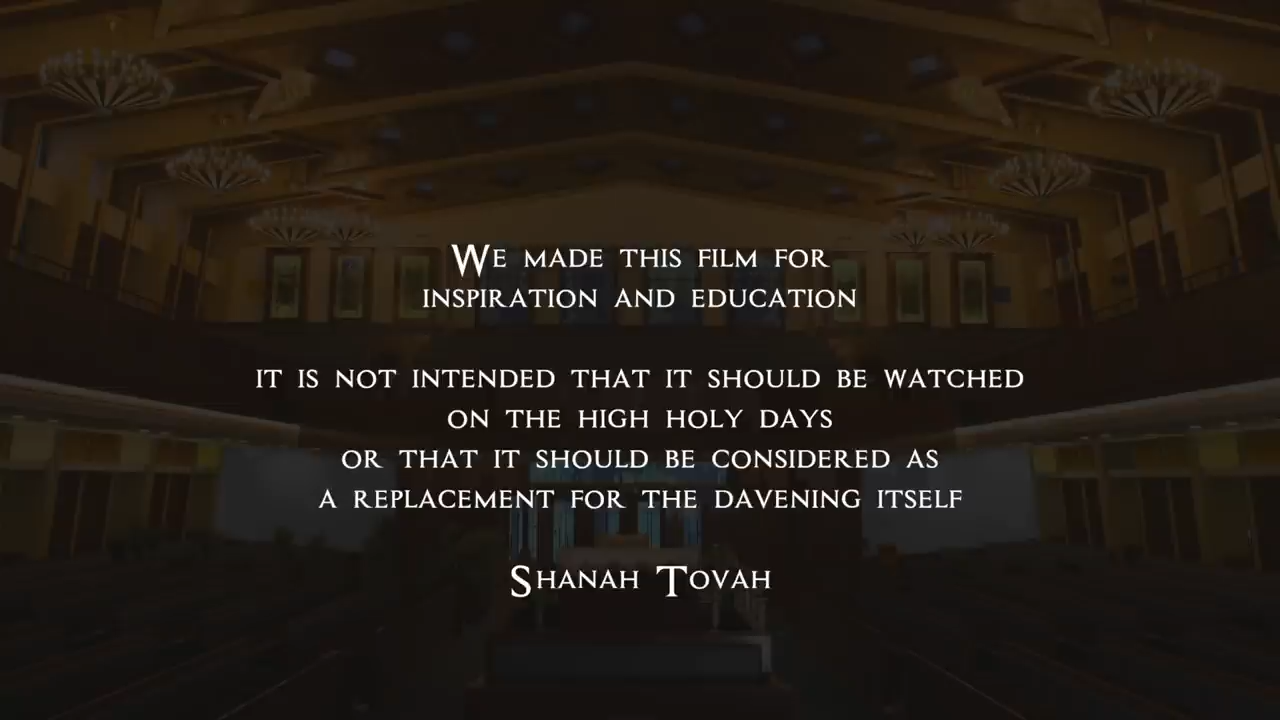 We made this film for
inspiration and education
it is not intended that it should be watched
on the high holy days
or that it should be considered as
a replacement for the davening itself
Shanah Tovah